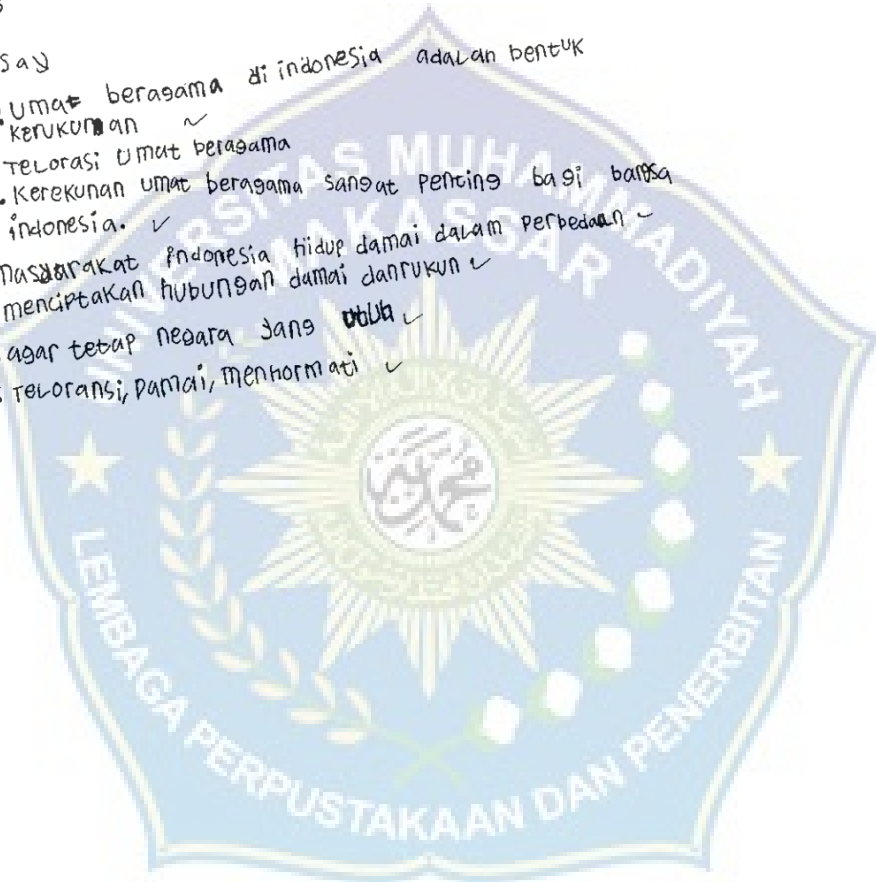 say
umat beragama di indonesia adalah bentuk
kerukunan
Telorasi Umat beragama
. Kerekunan umat beragama sangat penting bagi bangsa
indonesia.
masyarakat indonesia hidup damai dalam perbedaan
menciptakan hubungan damai danrukun
agar tetap negara yang utuh
Teloransi, Damai, menhormati
UNIVERSITAS MUHAMMADIYAH
MAKASSAR
محمد
LEMBAGA PERPUSTAKAAN DAN PENERBITAN